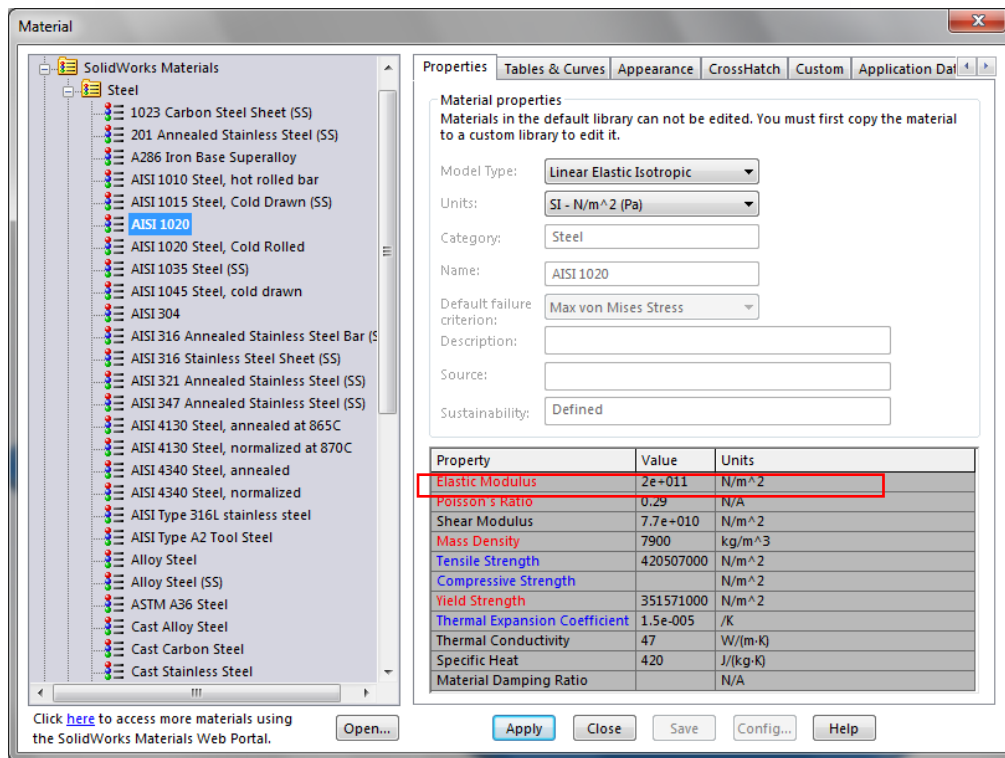 Material
SolidWorks Materials
Steel
1023 Carbon Steel Sheet (SS)
201 Annealed Stainless Steel (SS)
A286 Iron Base Superalloy
AISI 1010 Steel, hot rolled bar
AISI 1015 Steel, Cold Drawn (SS)
AISI 1020
AISI 1020 Steel, Cold Rolled
AISI 1035 Steel (SS)
AISI 1045 Steel, cold drawn
AISI 304
AISI 316 Annealed Stainless Steel Bar (S
AISI 316 Stainless Steel Sheet (SS)
AISI 321 Annealed Stainless Steel (SS)
AISI 347 Annealed Stainless Steel (SS)
AISI 4130 Steel, annealed at 865C
AISI 4130 Steel, normalized at 870C
AISI 4340 Steel, annealed
AISI 4340 Steel, normalized
AISI Type 316L stainless steel
AISI Type A2 Tool Steel
Alloy Steel
Alloy Steel (SS)
ASTM A36 Steel
Cast Alloy Steel
Cast Carbon Steel
Cast Stainless Steel
Click here to access more materials using
the SolidWorks Materials Web Portal.
Open...
Properties Tables & Curves Appearance CrossHatch Custom Application Dat
Material properties
Materials in the default library can not be edited. You must first copy the material
to a custom library to edit it.
Model Type: Linear Elastic Isotropic
Units: SI - N/m^2 (Pa)
Category: Steel
Name: AISI 1020
Default failure
criterion: Max von Mises Stress
Description:
Source:
Sustainability: Defined
Property Value Units
Elastic Modulus 2e+011 N/m^2
Poisson's Ratio 0.29 N/A
Shear Modulus 7.7e+010 N/m^2
Mass Density 7900 kg/m^3
Tensile Strength 420507000 N/m^2
Compressive Strength N/m^2
Yield Strength 351571000 N/m^2
Thermal Expansion Coefficient 1.5e-005 /K
Thermal Conductivity 47 W/(m·K)
Specific Heat 420 J/(kg·K)
Material Damping Ratio N/A
Apply Close Save Config... Help